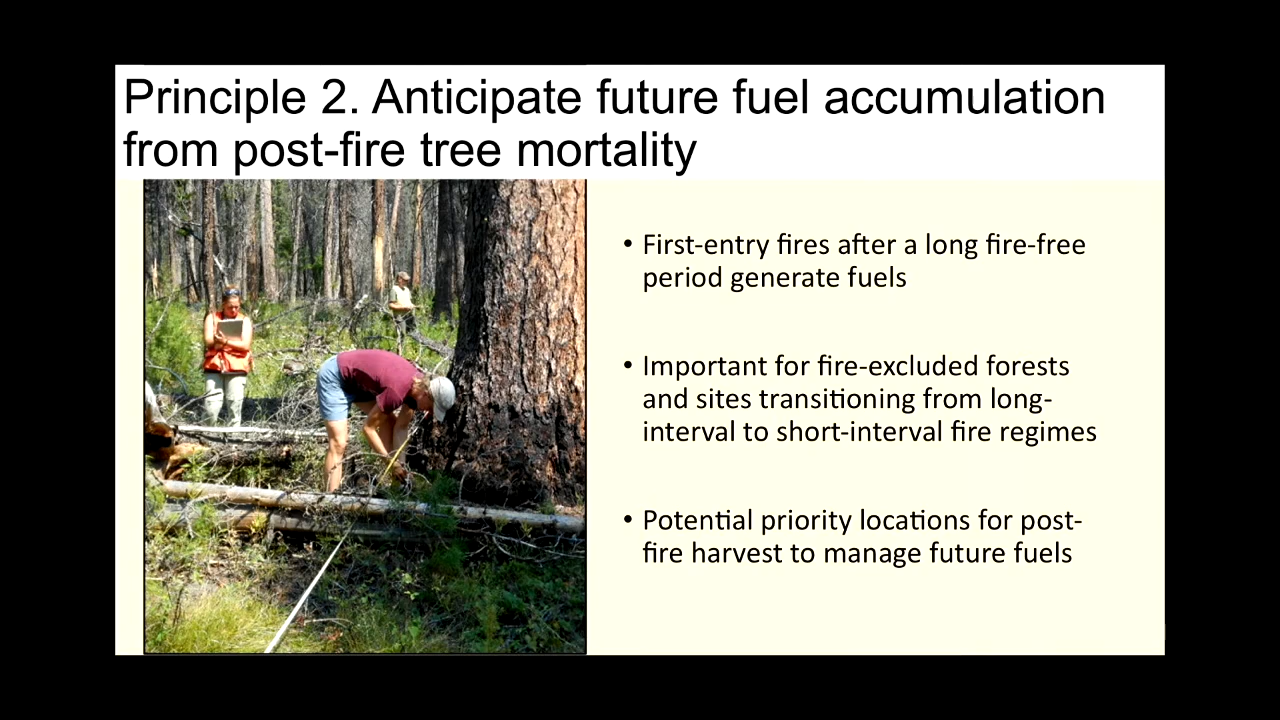 Principle 2. Anticipate future fuel accumulation
from post-fire tree mortality
• First-entry fires after a long fire-free
period generate fuels
• Important for fire-excluded forests
and sites transitioning from long-
interval to short-interval fire regimes
• Potential priority locations for post-
fire harvest to manage future fuels